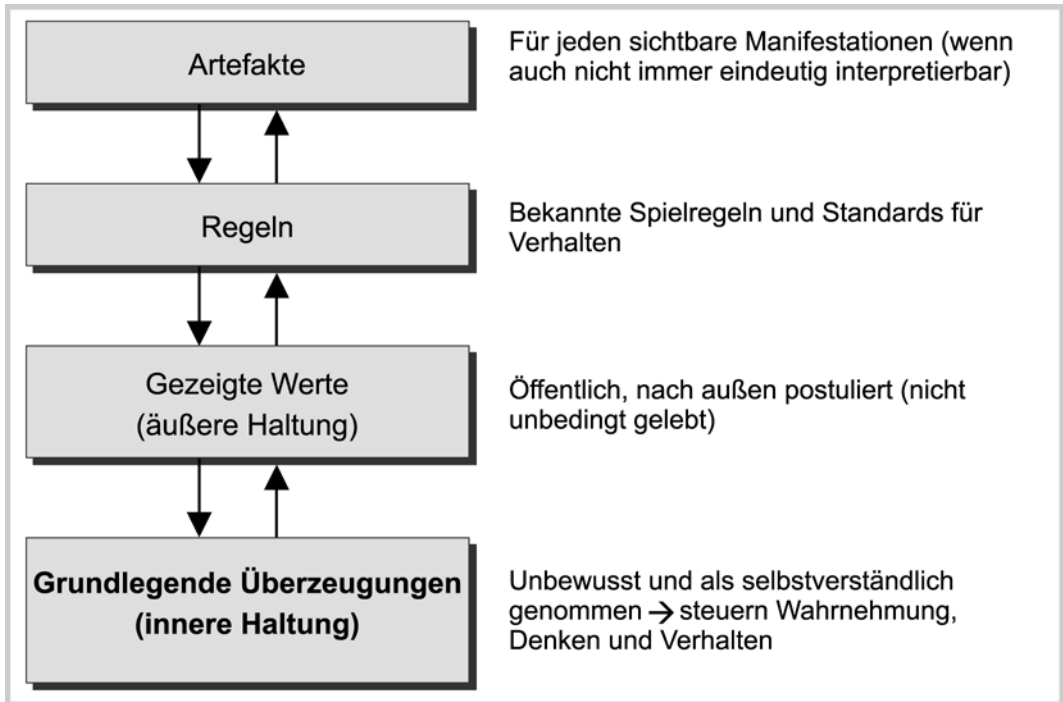 Artefakte
Für jeden sichtbare Manifestationen (wenn
auch nicht immer eindeutig interpretierbar)
Regeln
Bekannte Spielregeln und Standards für
Verhalten
Gezeigte Werte
(äußere Haltung)
Öffentlich, nach außen postuliert (nicht
unbedingt gelebt)
Grundlegende Überzeugungen
(innere Haltung)
Unbewusst und als selbstverständlich
genommen → steuern Wahrnehmung,
Denken und Verhalten